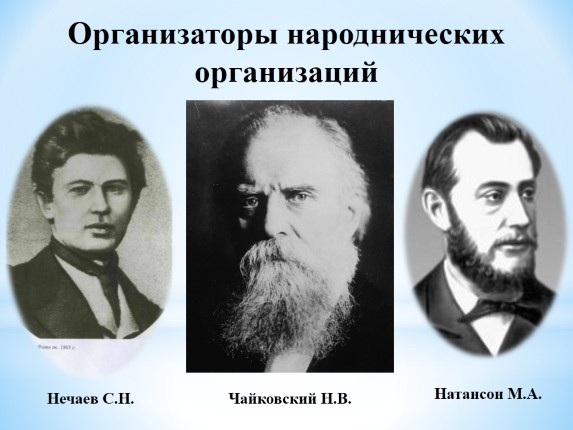 Организаторы народнических
организаций
Нечаев С.Н.
Чайковский Н.В.
Натансон М.А.